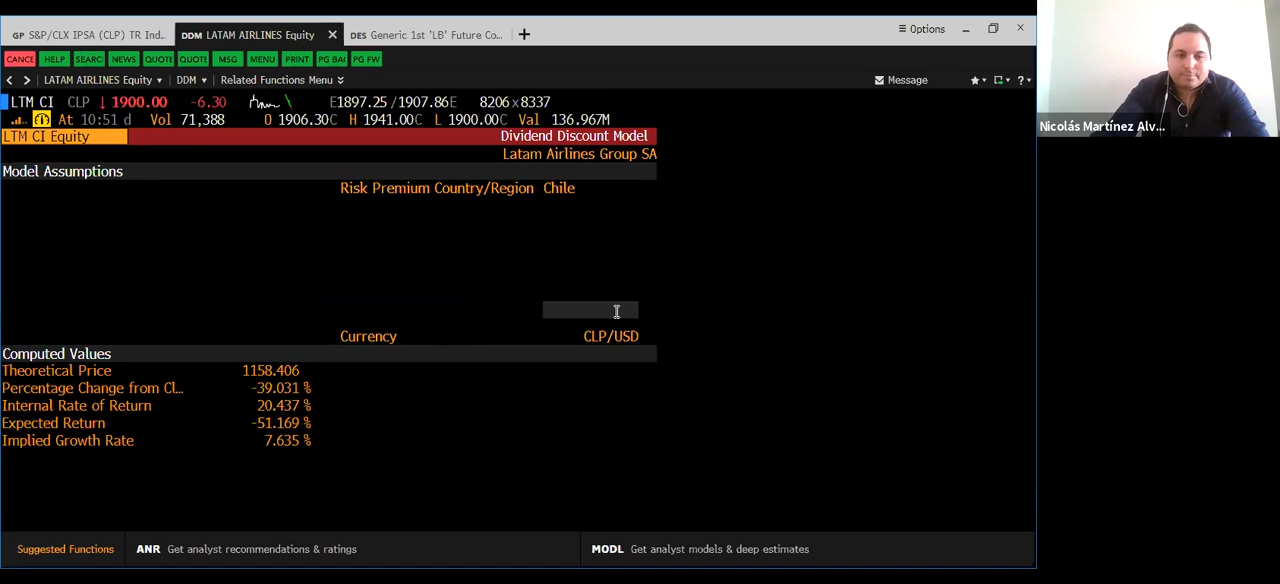 GP S&P/CLX IPSA (CLP) TR Ind... DDM LATAM AIRLINES Equity DES Generic 1st 'LB' Future Co...
Options
CANCE HELP SEARC NEWS QUOTE QUOTE MSG MENU PRINT PG BAC PG FW
LATAM AIRLINES Equity DDM Related Functions Menu Message
LTM CI CLP ↓ 1900.00 -6.30 E1897.25 / 1907.86E 8206 x 8337
At 10:51 d Vol 71,388 O 1906.30C H 1941.00C L 1900.00C Val 136.967M
LTM CI Equity Dividend Discount Model
Latam Airlines Group SA
Model Assumptions
Risk Premium Country/Region Chile
Currency CLP/USD
Computed Values
Theoretical Price 1158.406
Percentage Change from Cl... -39.031 %
Internal Rate of Return 20.437 %
Expected Return -51.169 %
Implied Growth Rate 7.635 %
Suggested Functions ANR Get analyst recommendations & ratings MODL Get analyst models & deep estimates
Nicolás Martínez Alv...